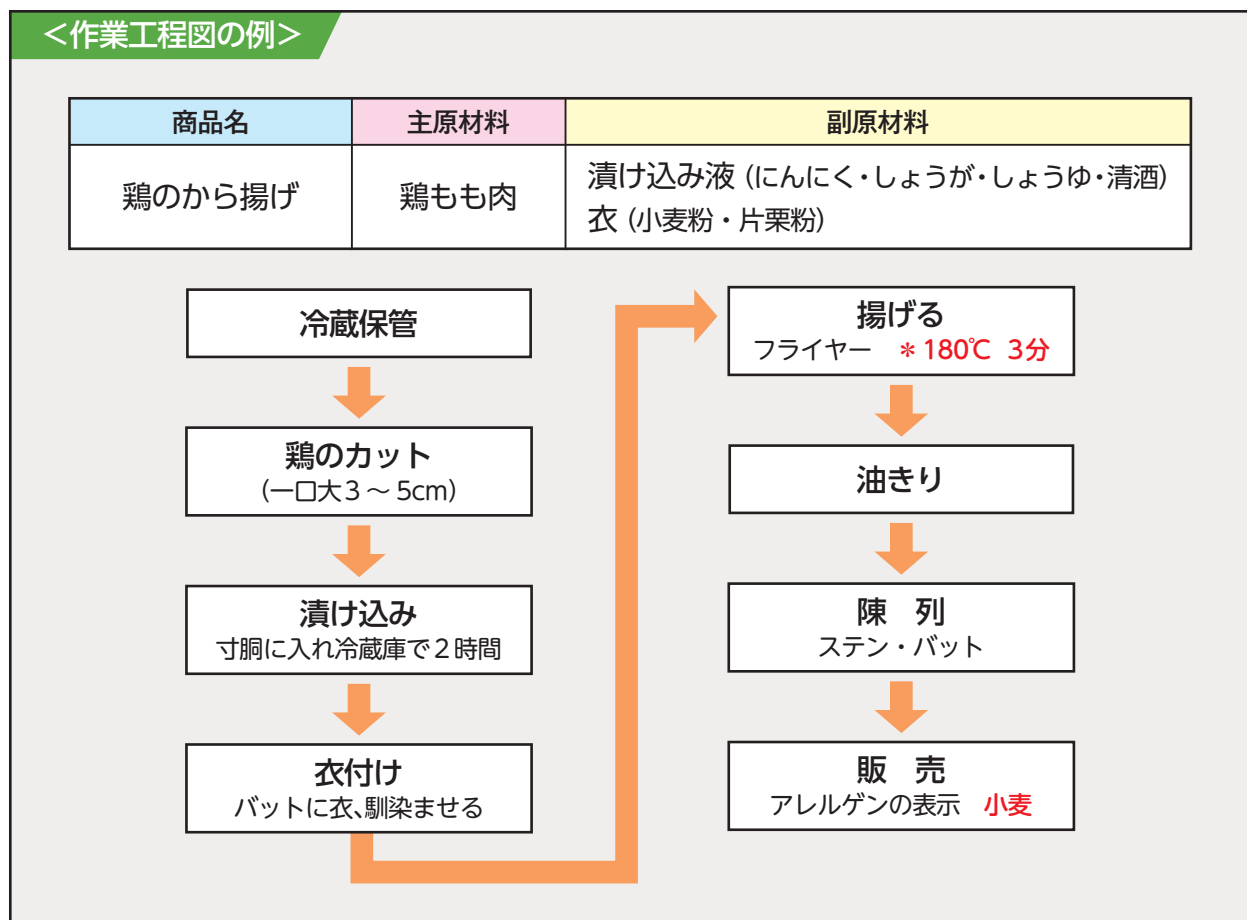 ＜作業工程図の例＞
商品名 主原材料 副原材料
鶏のから揚げ 鶏もも肉 漬け込み液（にんにく・しょうが・しょうゆ・清酒）
衣（小麦粉・片栗粉）
冷蔵保管
鶏のカット
（一口大３～5cm）
漬け込み
寸胴に入れ冷蔵庫で２時間
衣付け
バットに衣、馴染ませる
揚げる
フライヤー ＊180℃ 3分
油きり
陳　列
ステン・バット
販　売
アレルゲンの表示 小麦